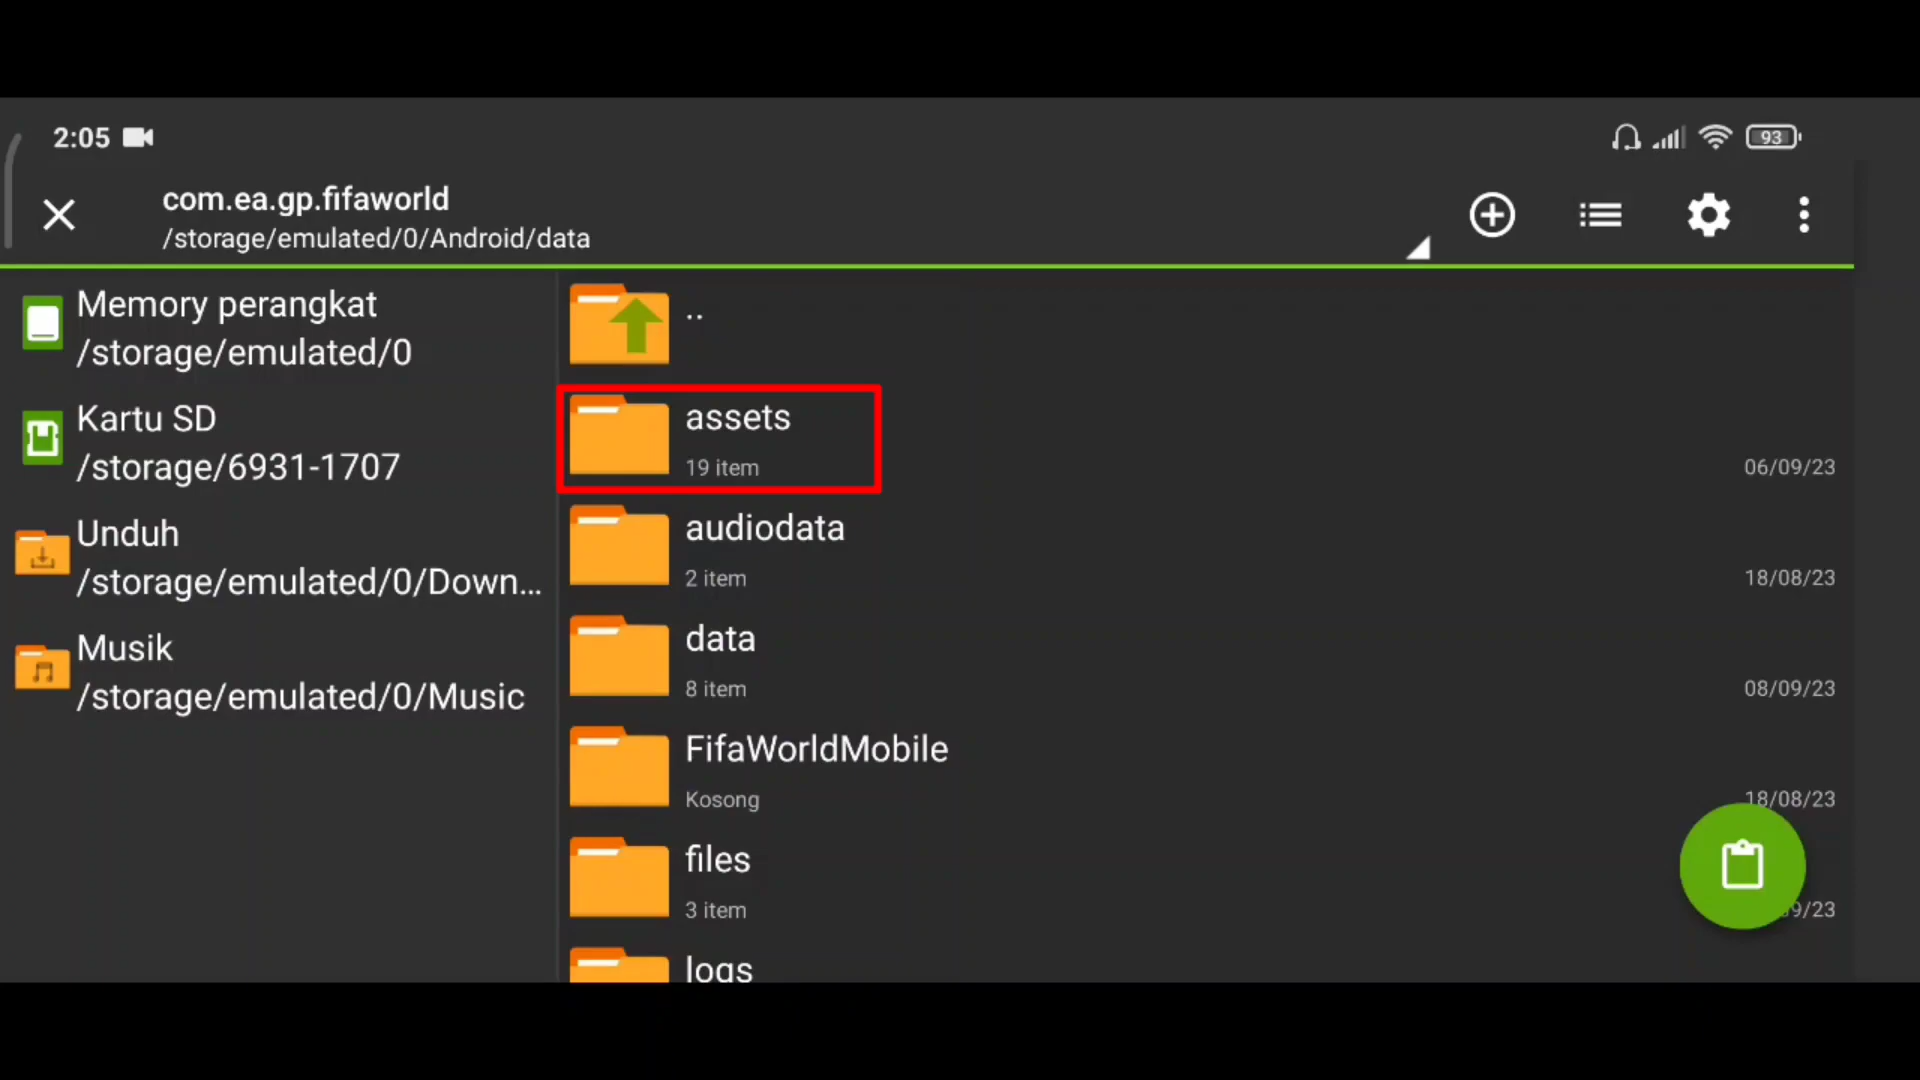 2:05
93
com.ea.gp.fifaworld
/storage/emulated/0/Android/data
Memory perangkat
/storage/emulated/0
Kartu SD
/storage/6931-1707
Unduh
/storage/emulated/0/Down...
Musik
/storage/emulated/0/Music
..
assets
19 item
06/09/23
audiodata
2 item
18/08/23
data
8 item
08/09/23
FifaWorldMobile
Kosong
18/08/23
files
3 item
9/23
logs